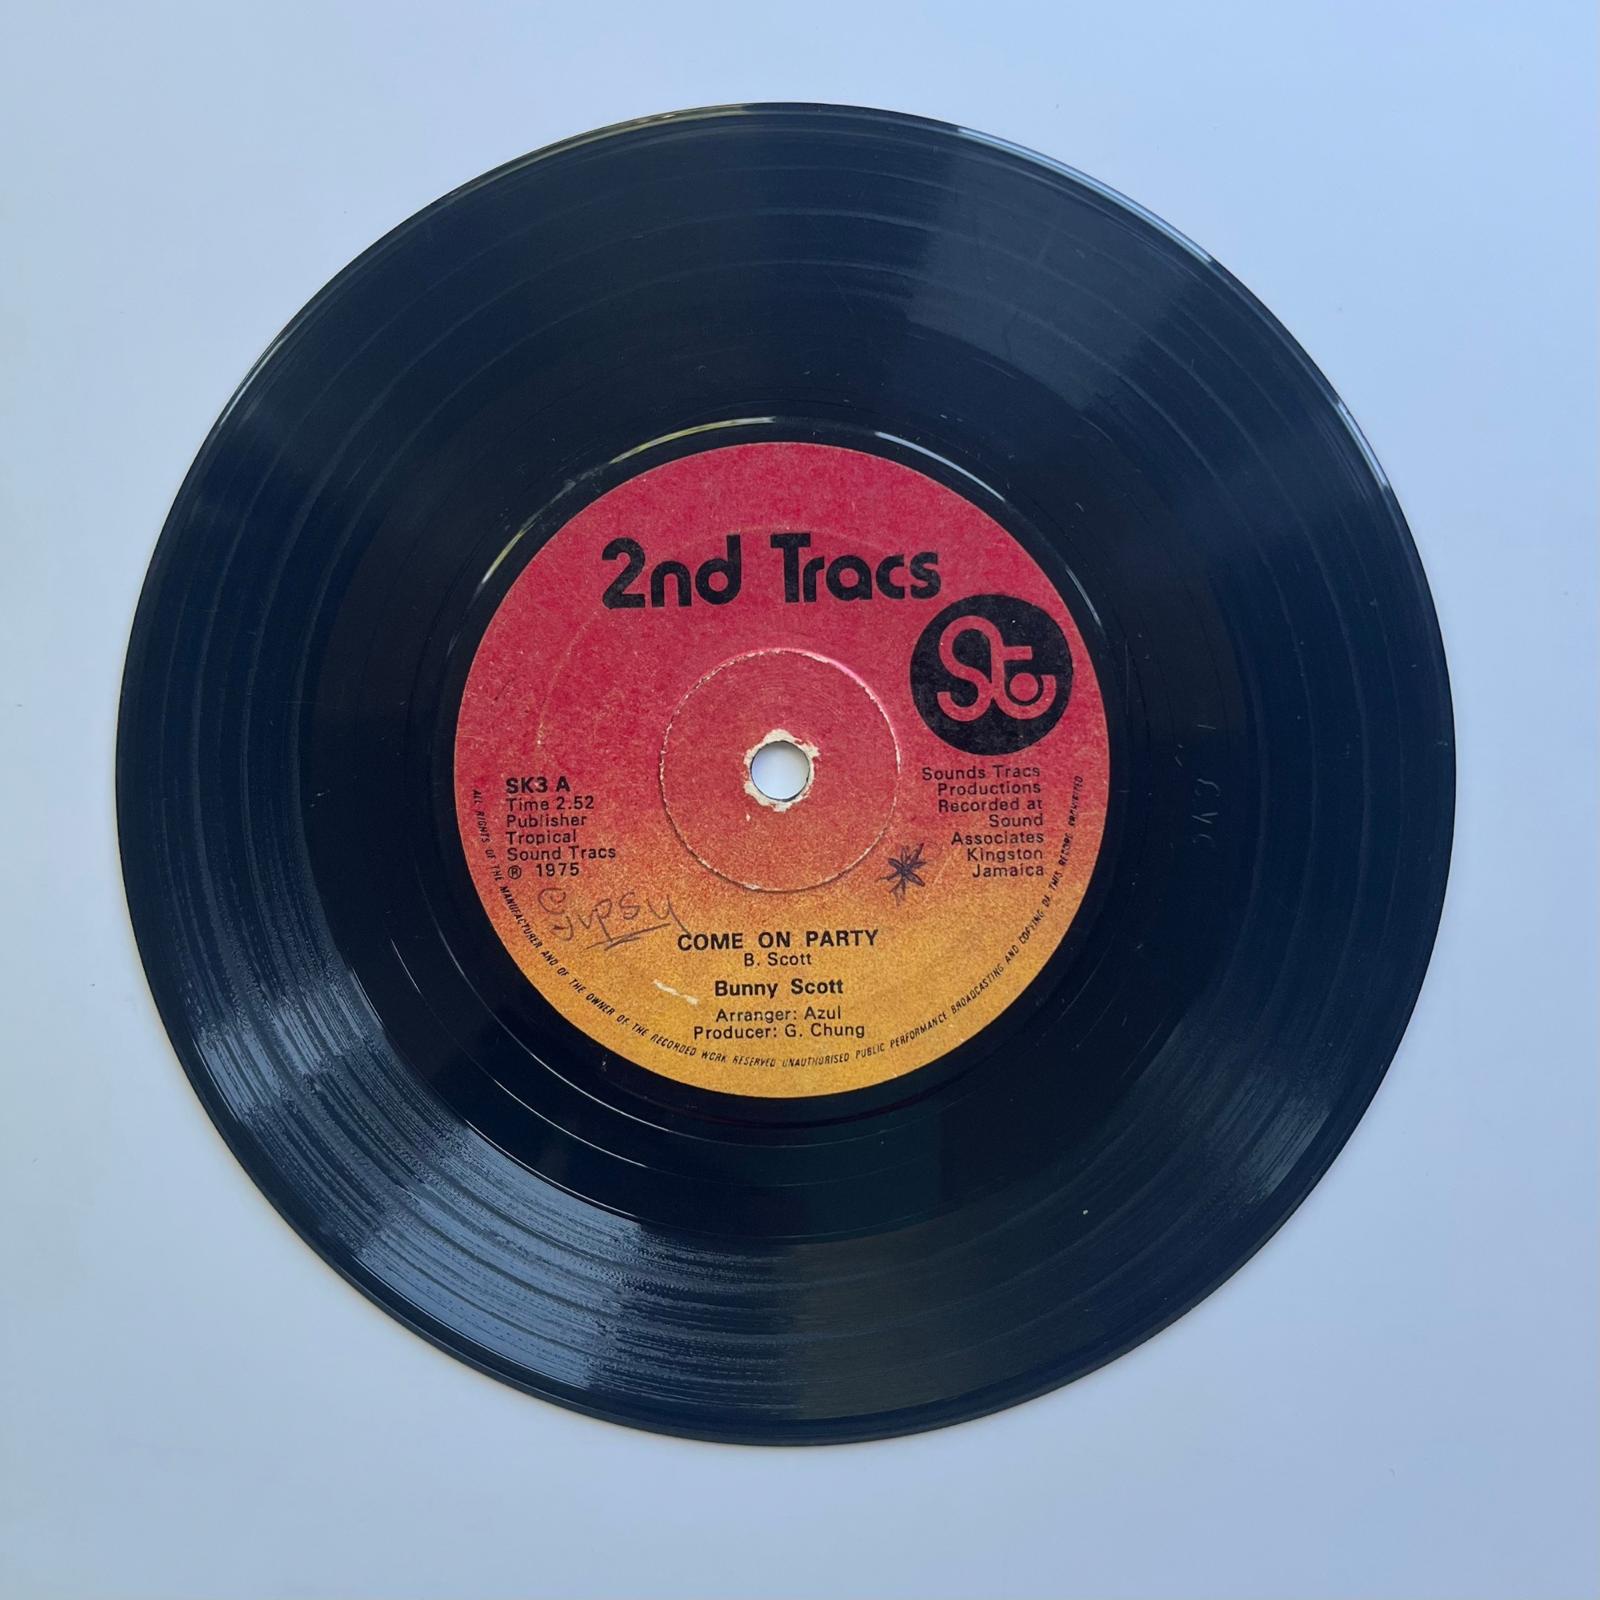 2nd Tracs
St
SK3 A
Time 2.52
Publisher
Tropical
Sound Tracs
℗ 1975
Sounds Tracs
Productions
Recorded at
Sound
Associates
Kingston
Jamaica
Gypsy
COME ON PARTY
B. Scott
Bunny Scott
Arranger: Azul
Producer: G. Chung
ALL RIGHTS OF THE MANUFACTURER AND OF THE OWNER OF THE RECORDED WORK RESERVED UNAUTHORISED PUBLIC PERFORMANCE BROADCASTING AND COPYING OF THIS RECORD PROHIBITED